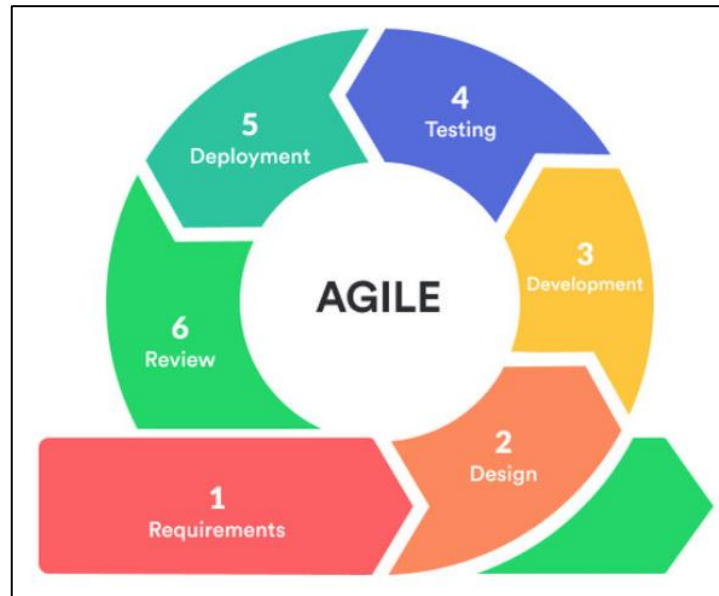 1
Requirements
2
Design
3
Development
4
Testing
5
Deployment
6
Review
AGILE